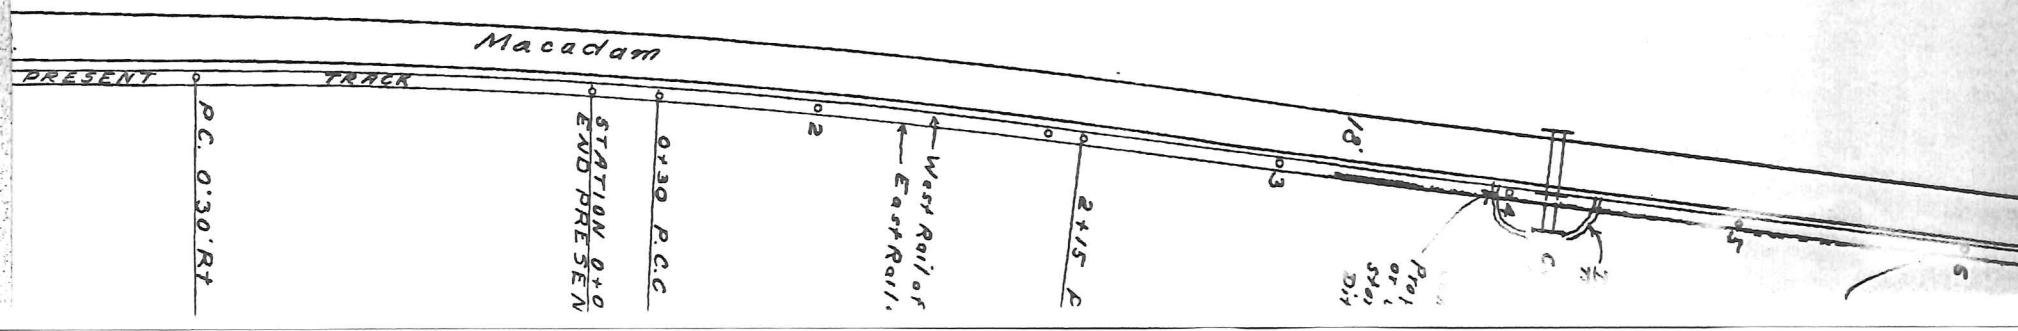 Macadam
PRESENT TRACK
P.C. 0°30' Rt
STATION 0+0
END PRESEN
0+30 P.C.C
2
West Rail of
East Rail.
2+15
3
18'
4
C
5
6